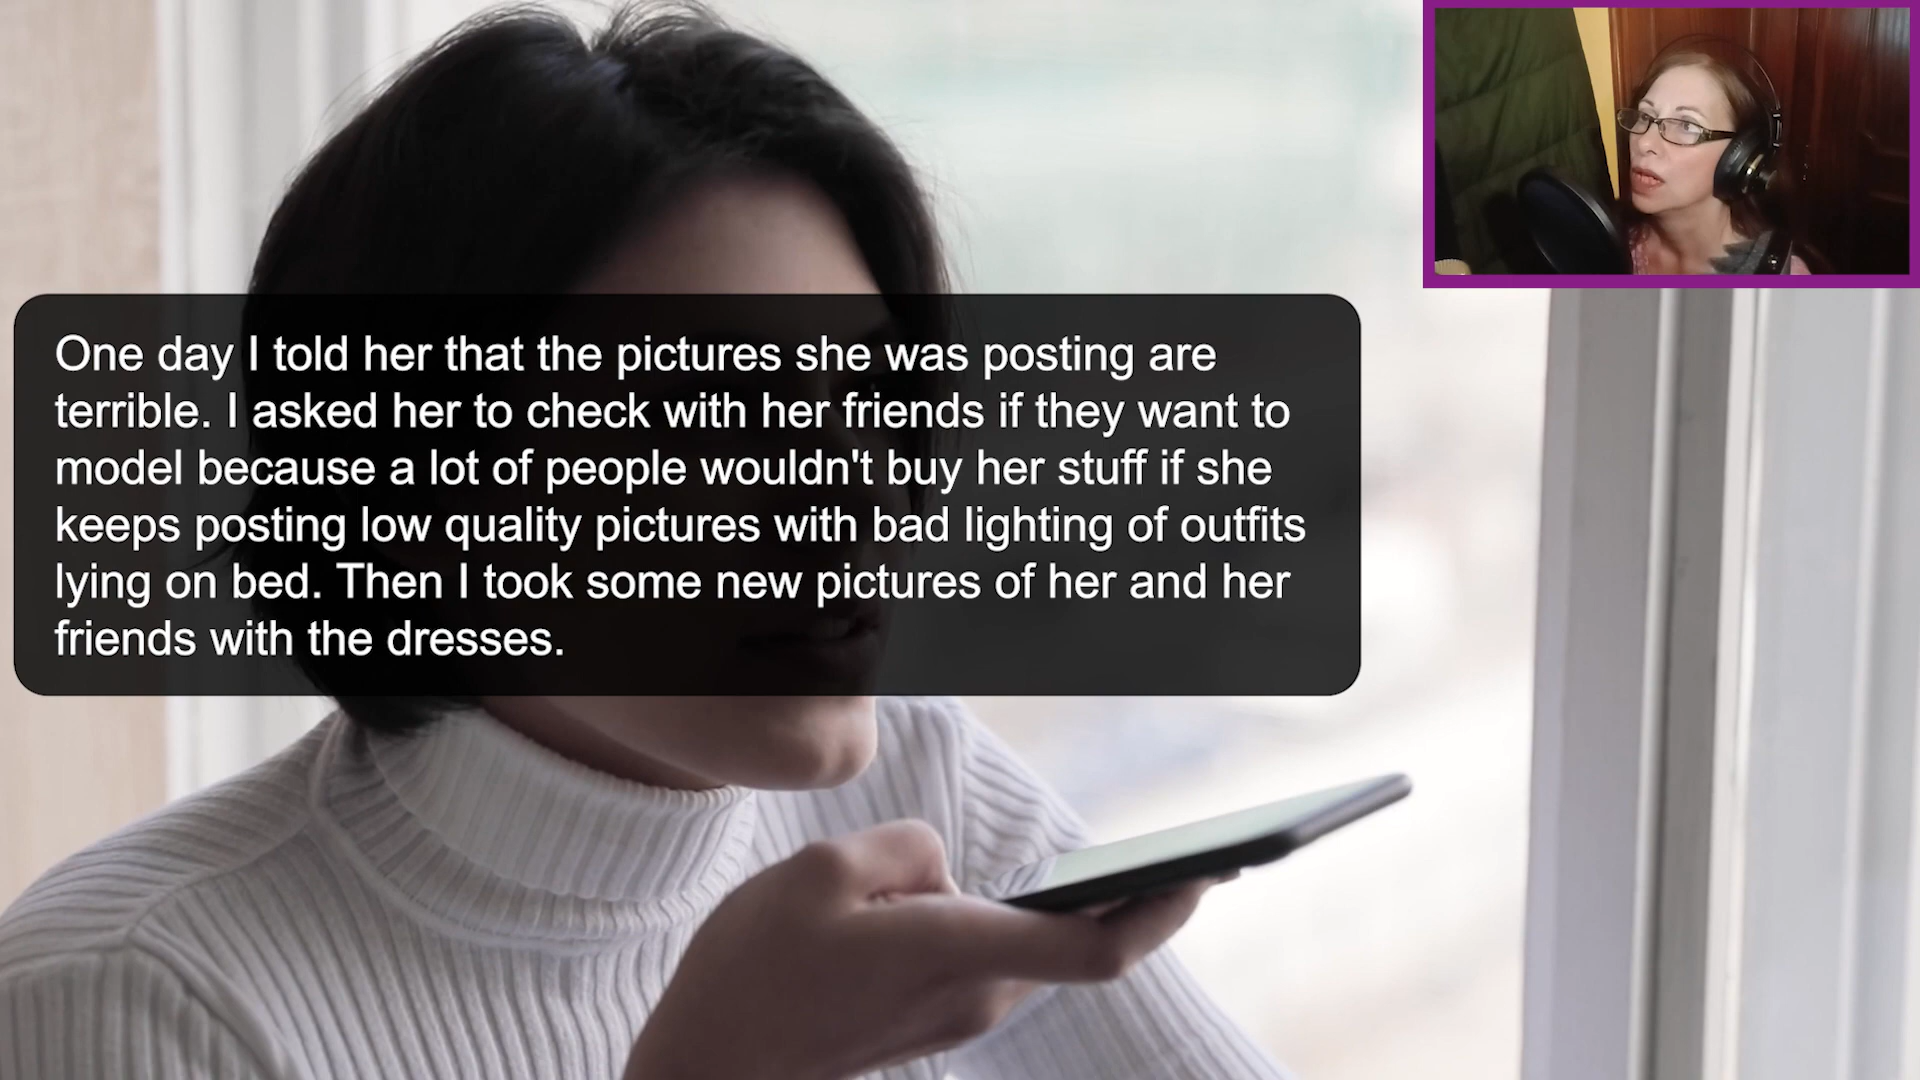 One day I told her that the pictures she was posting are
terrible. I asked her to check with her friends if they want to
model because a lot of people wouldn't buy her stuff if she
keeps posting low quality pictures with bad lighting of outfits
lying on bed. Then I took some new pictures of her and her
friends with the dresses.